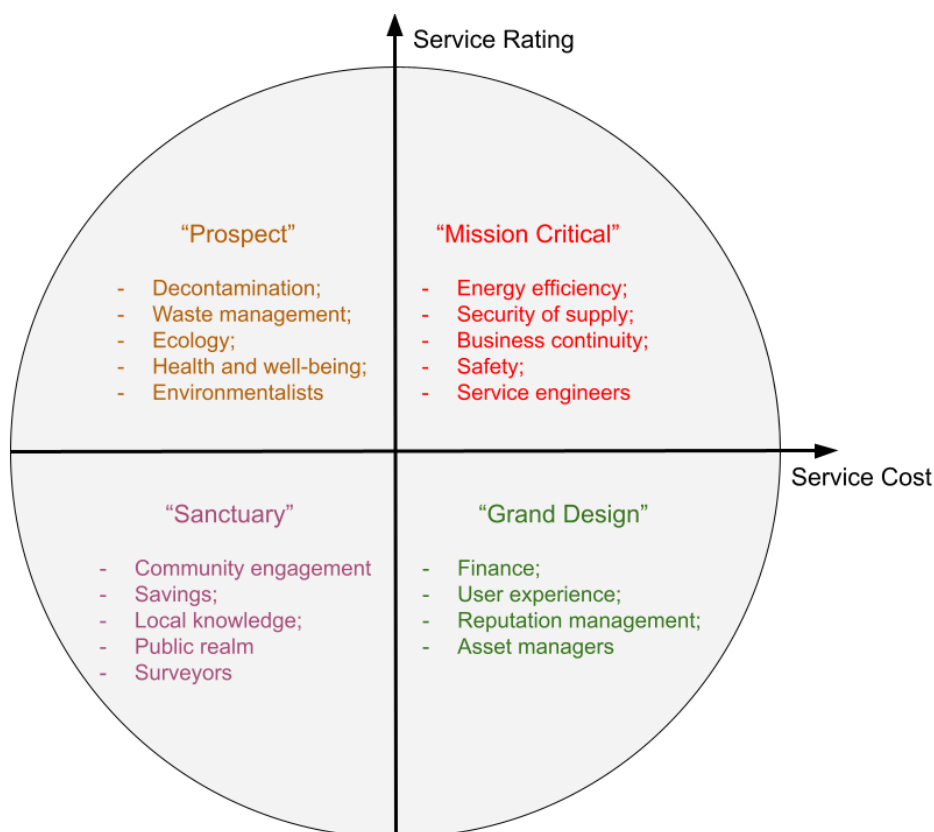 Service Rating
“Prospect”
- Decontamination;
- Waste management;
- Ecology;
- Health and well-being;
- Environmentalists
“Mission Critical”
- Energy efficiency;
- Security of supply;
- Business continuity;
- Safety;
- Service engineers
Service Cost
“Sanctuary”
- Community engagement
- Savings;
- Local knowledge;
- Public realm
- Surveyors
“Grand Design”
- Finance;
- User experience;
- Reputation management;
- Asset managers